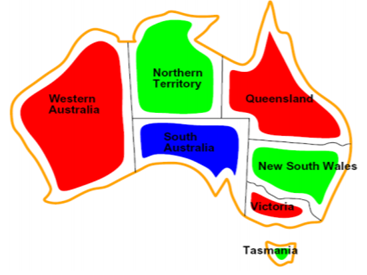 Northern
Territory
Western
Australia
Queensland
South
Australia
New South Wales
Victoria
Tasmania